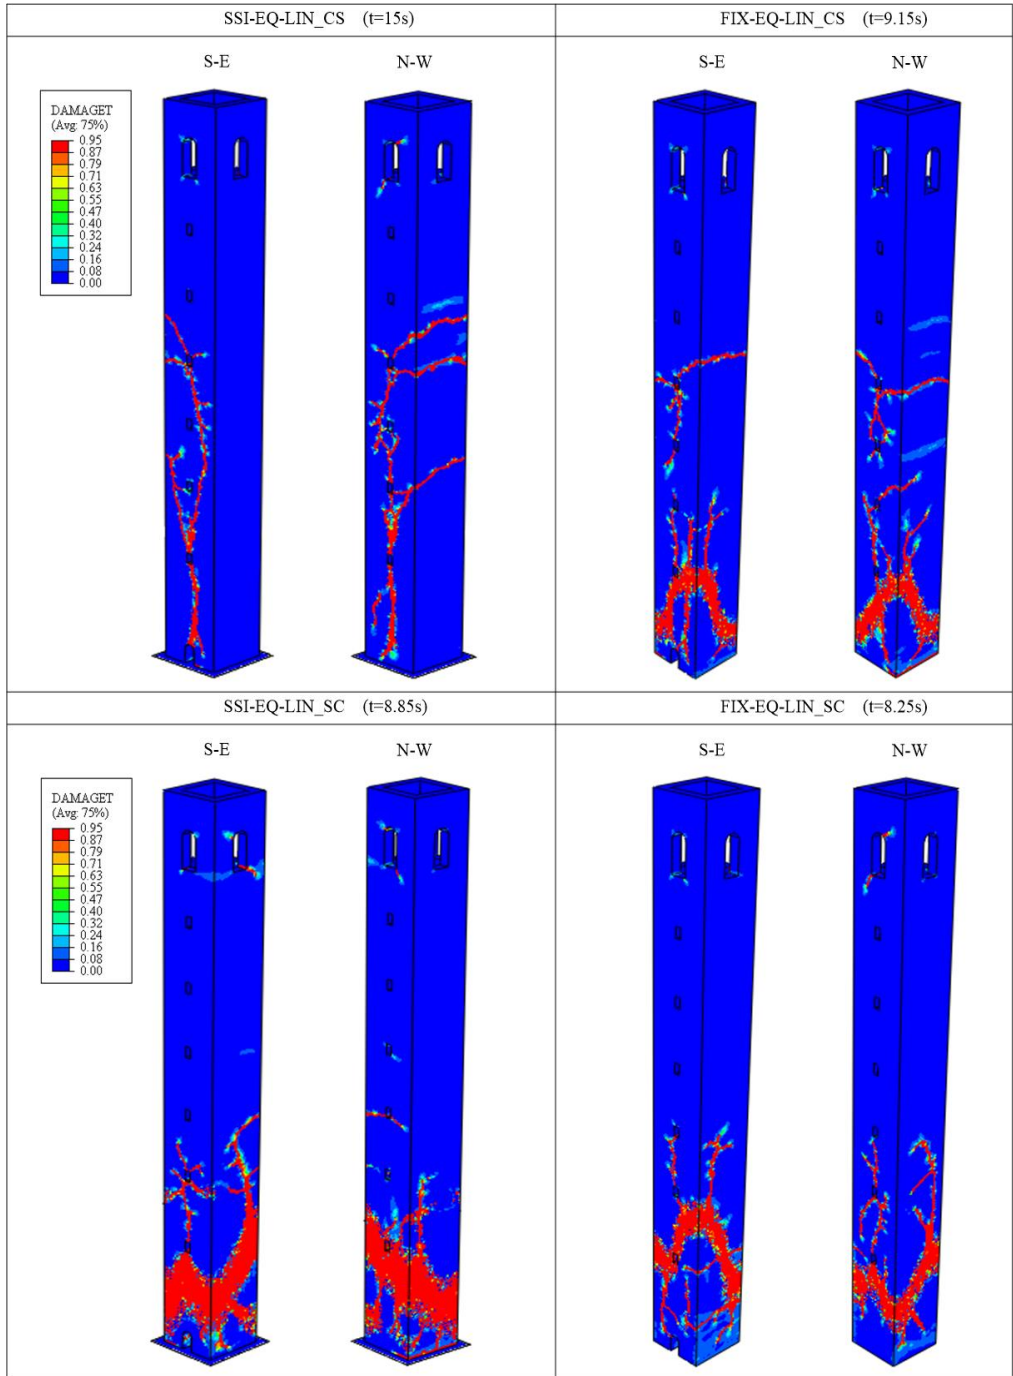 SSI-EQ-LIN_CS (t=15s)
FIX-EQ-LIN_CS (t=9.15s)
S-E
N-W
S-E
N-W
DAMAGET
(Avg: 75%)
0.95
0.87
0.79
0.71
0.63
0.55
0.47
0.40
0.32
0.24
0.16
0.08
0.00
SSI-EQ-LIN_SC (t=8.85s)
FIX-EQ-LIN_SC (t=8.25s)
S-E
N-W
S-E
N-W
DAMAGET
(Avg: 75%)
0.95
0.87
0.79
0.71
0.63
0.55
0.47
0.40
0.32
0.24
0.16
0.08
0.00